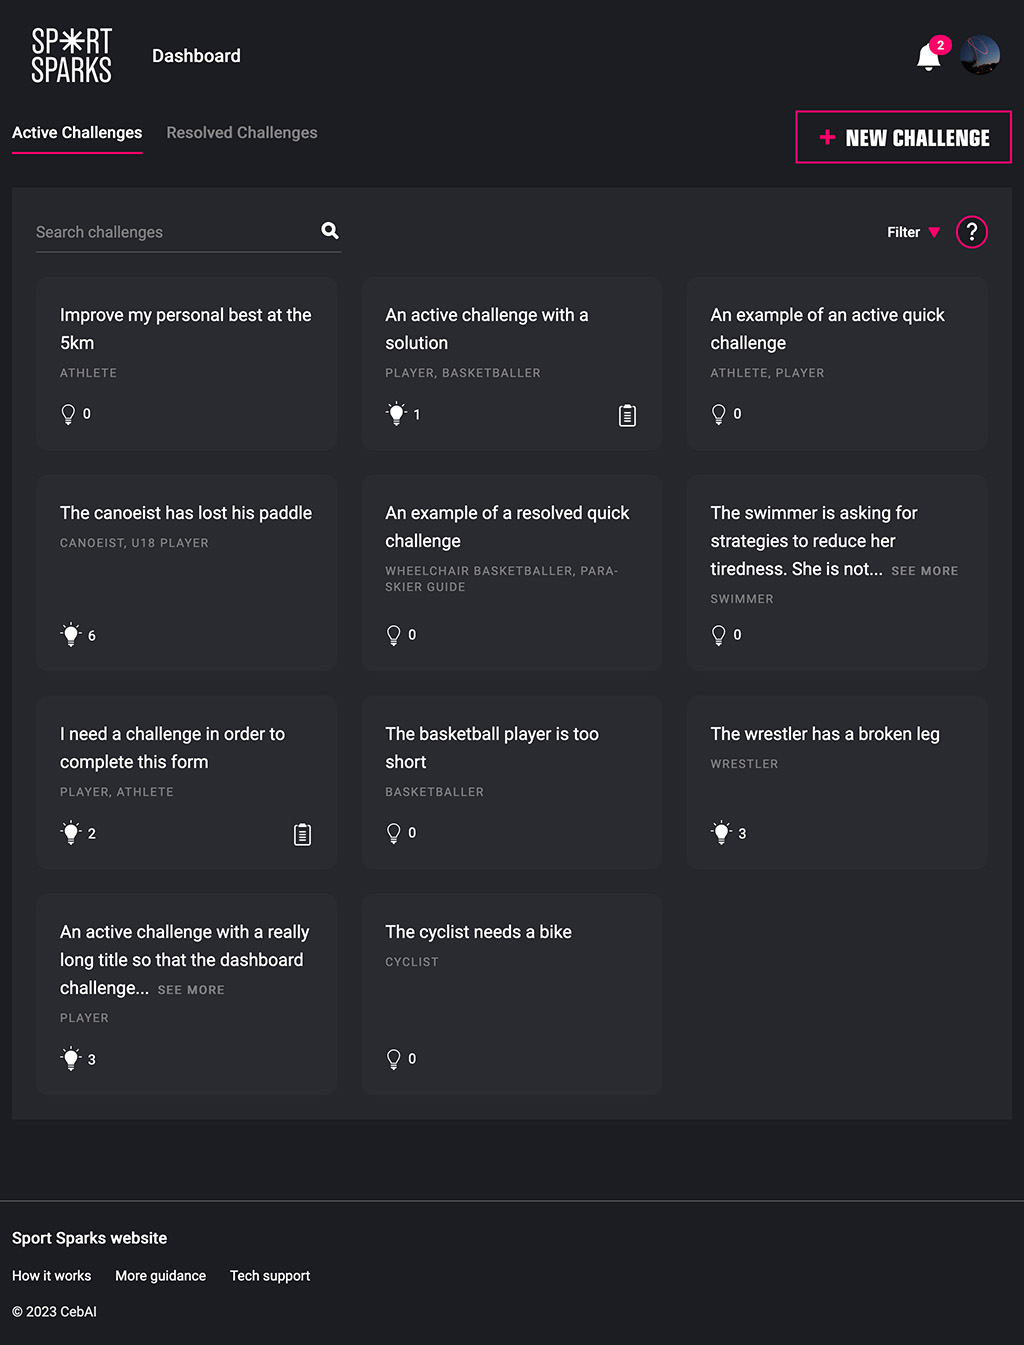 SP*RT
SPARKS
Dashboard
2
Active Challenges
Resolved Challenges
+ NEW CHALLENGE
Search challenges
Filter
?
Improve my personal best at the
5km
ATHLETE
0
An active challenge with a
solution
PLAYER, BASKETBALLER
1
An example of an active quick
challenge
ATHLETE, PLAYER
0
The canoeist has lost his paddle
CANOEIST, U18 PLAYER
6
An example of a resolved quick
challenge
WHEELCHAIR BASKETBALLER, PARA-
SKIER GUIDE
0
The swimmer is asking for
strategies to reduce her
tiredness. She is not... SEE MORE
SWIMMER
0
I need a challenge in order to
complete this form
PLAYER, ATHLETE
2
The basketball player is too
short
BASKETBALLER
0
The wrestler has a broken leg
WRESTLER
3
An active challenge with a really
long title so that the dashboard
challenge... SEE MORE
PLAYER
3
The cyclist needs a bike
CYCLIST
0
Sport Sparks website
How it works
More guidance
Tech support
© 2023 CebAI